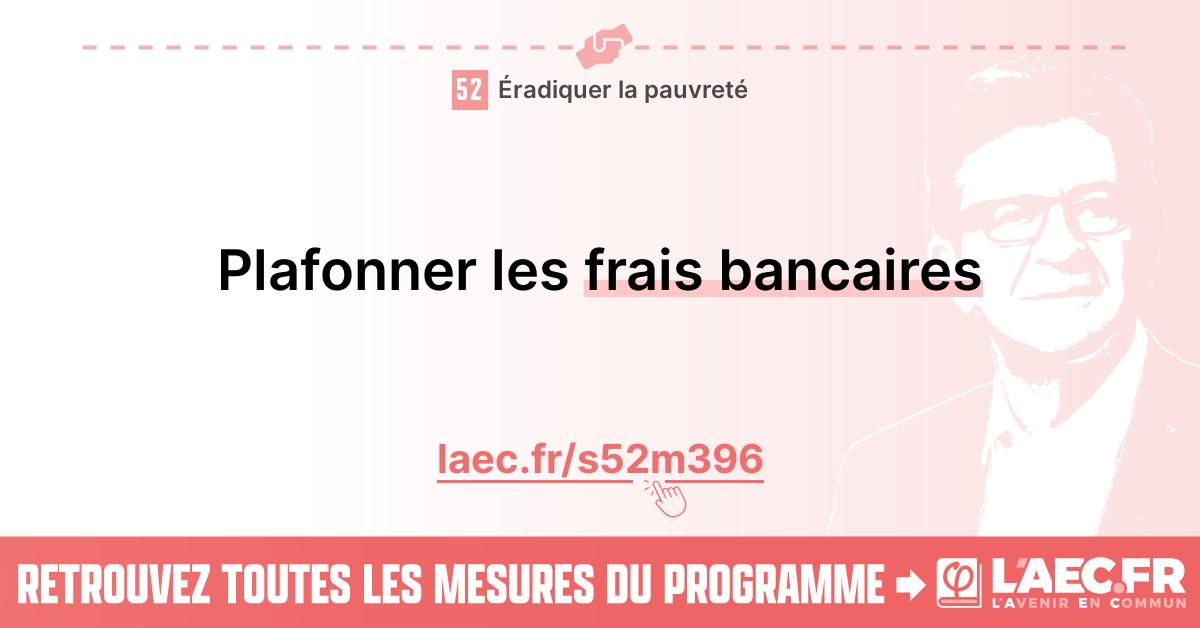 52 Éradiquer la pauvreté
Plafonner les frais bancaires
laec.fr/s52m396
RETROUVEZ TOUTES LES MESURES DU PROGRAMME
L'AEC.FR
L'AVENIR EN COMMUN